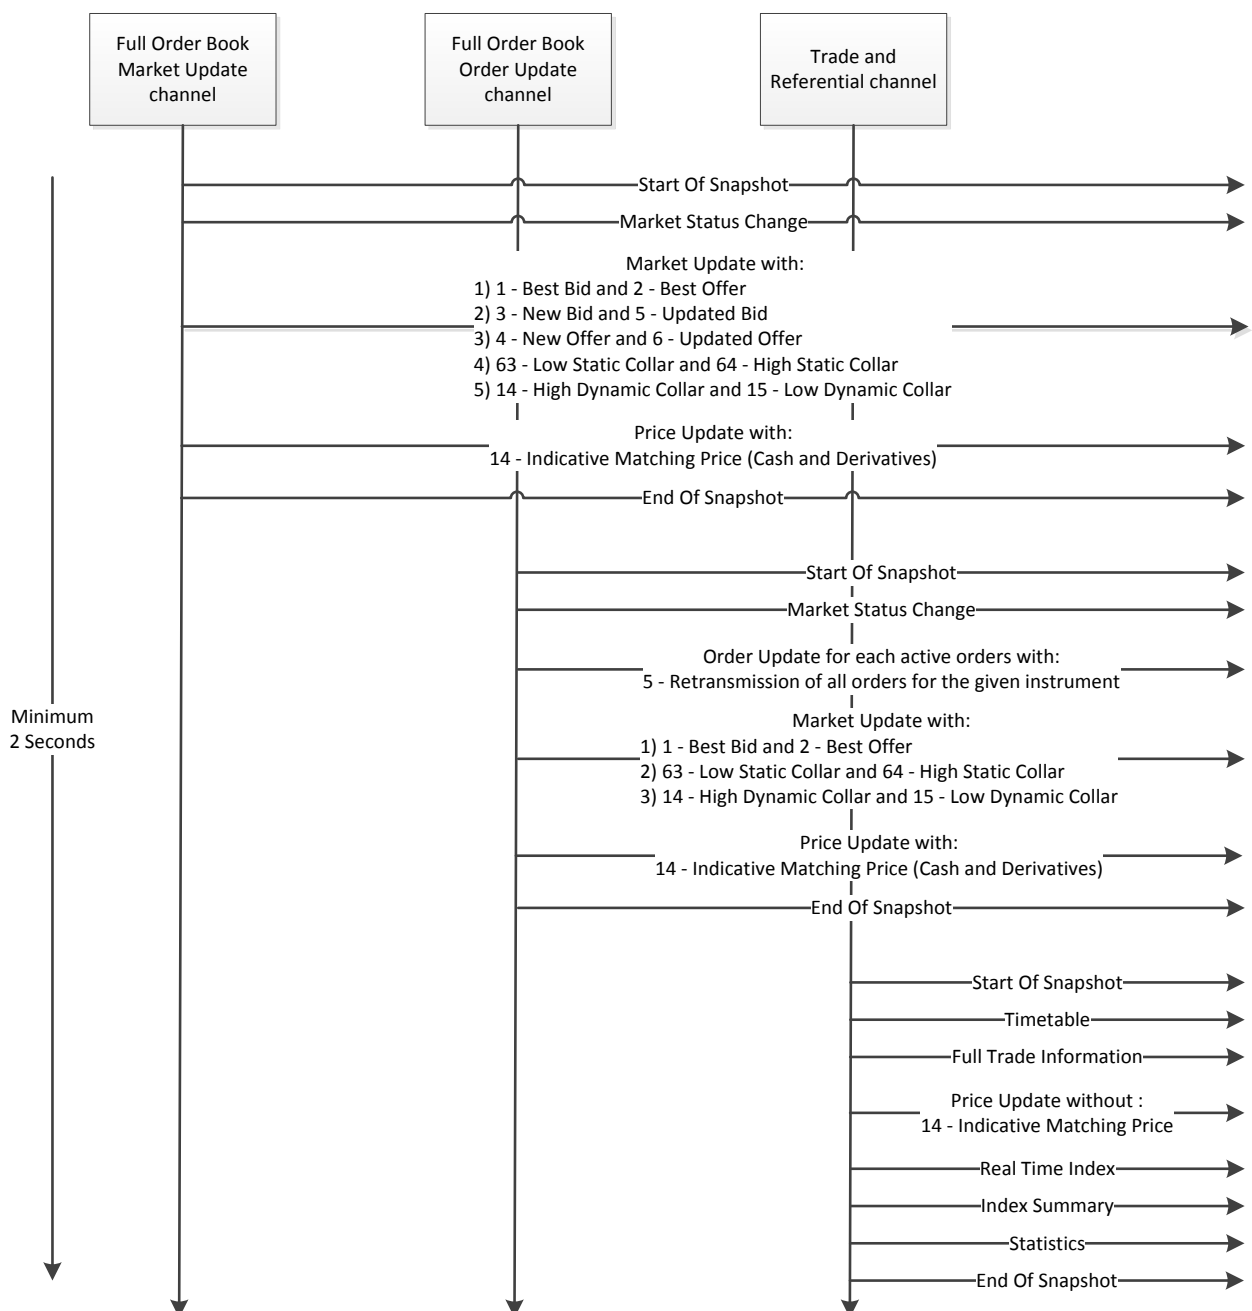 Full Order Book
Market Update
channel
Full Order Book
Order Update
channel
Trade and
Referential channel
Start Of Snapshot
Market Status Change
Market Update with:
1) 1 - Best Bid and 2 - Best Offer
2) 3 - New Bid and 5 - Updated Bid
3) 4 - New Offer and 6 - Updated Offer
4) 63 - Low Static Collar and 64 - High Static Collar
5) 14 - High Dynamic Collar and 15 - Low Dynamic Collar
Price Update with:
14 - Indicative Matching Price (Cash and Derivatives)
End Of Snapshot
Start Of Snapshot
Market Status Change
Order Update for each active orders with:
5 - Retransmission of all orders for the given instrument
Minimum
2 Seconds
Market Update with:
1) 1 - Best Bid and 2 - Best Offer
2) 63 - Low Static Collar and 64 - High Static Collar
3) 14 - High Dynamic Collar and 15 - Low Dynamic Collar
Price Update with:
14 - Indicative Matching Price (Cash and Derivatives)
End Of Snapshot
Start Of Snapshot
Timetable
Full Trade Information
Price Update without :
14 - Indicative Matching Price
Real Time Index
Index Summary
Statistics
End Of Snapshot